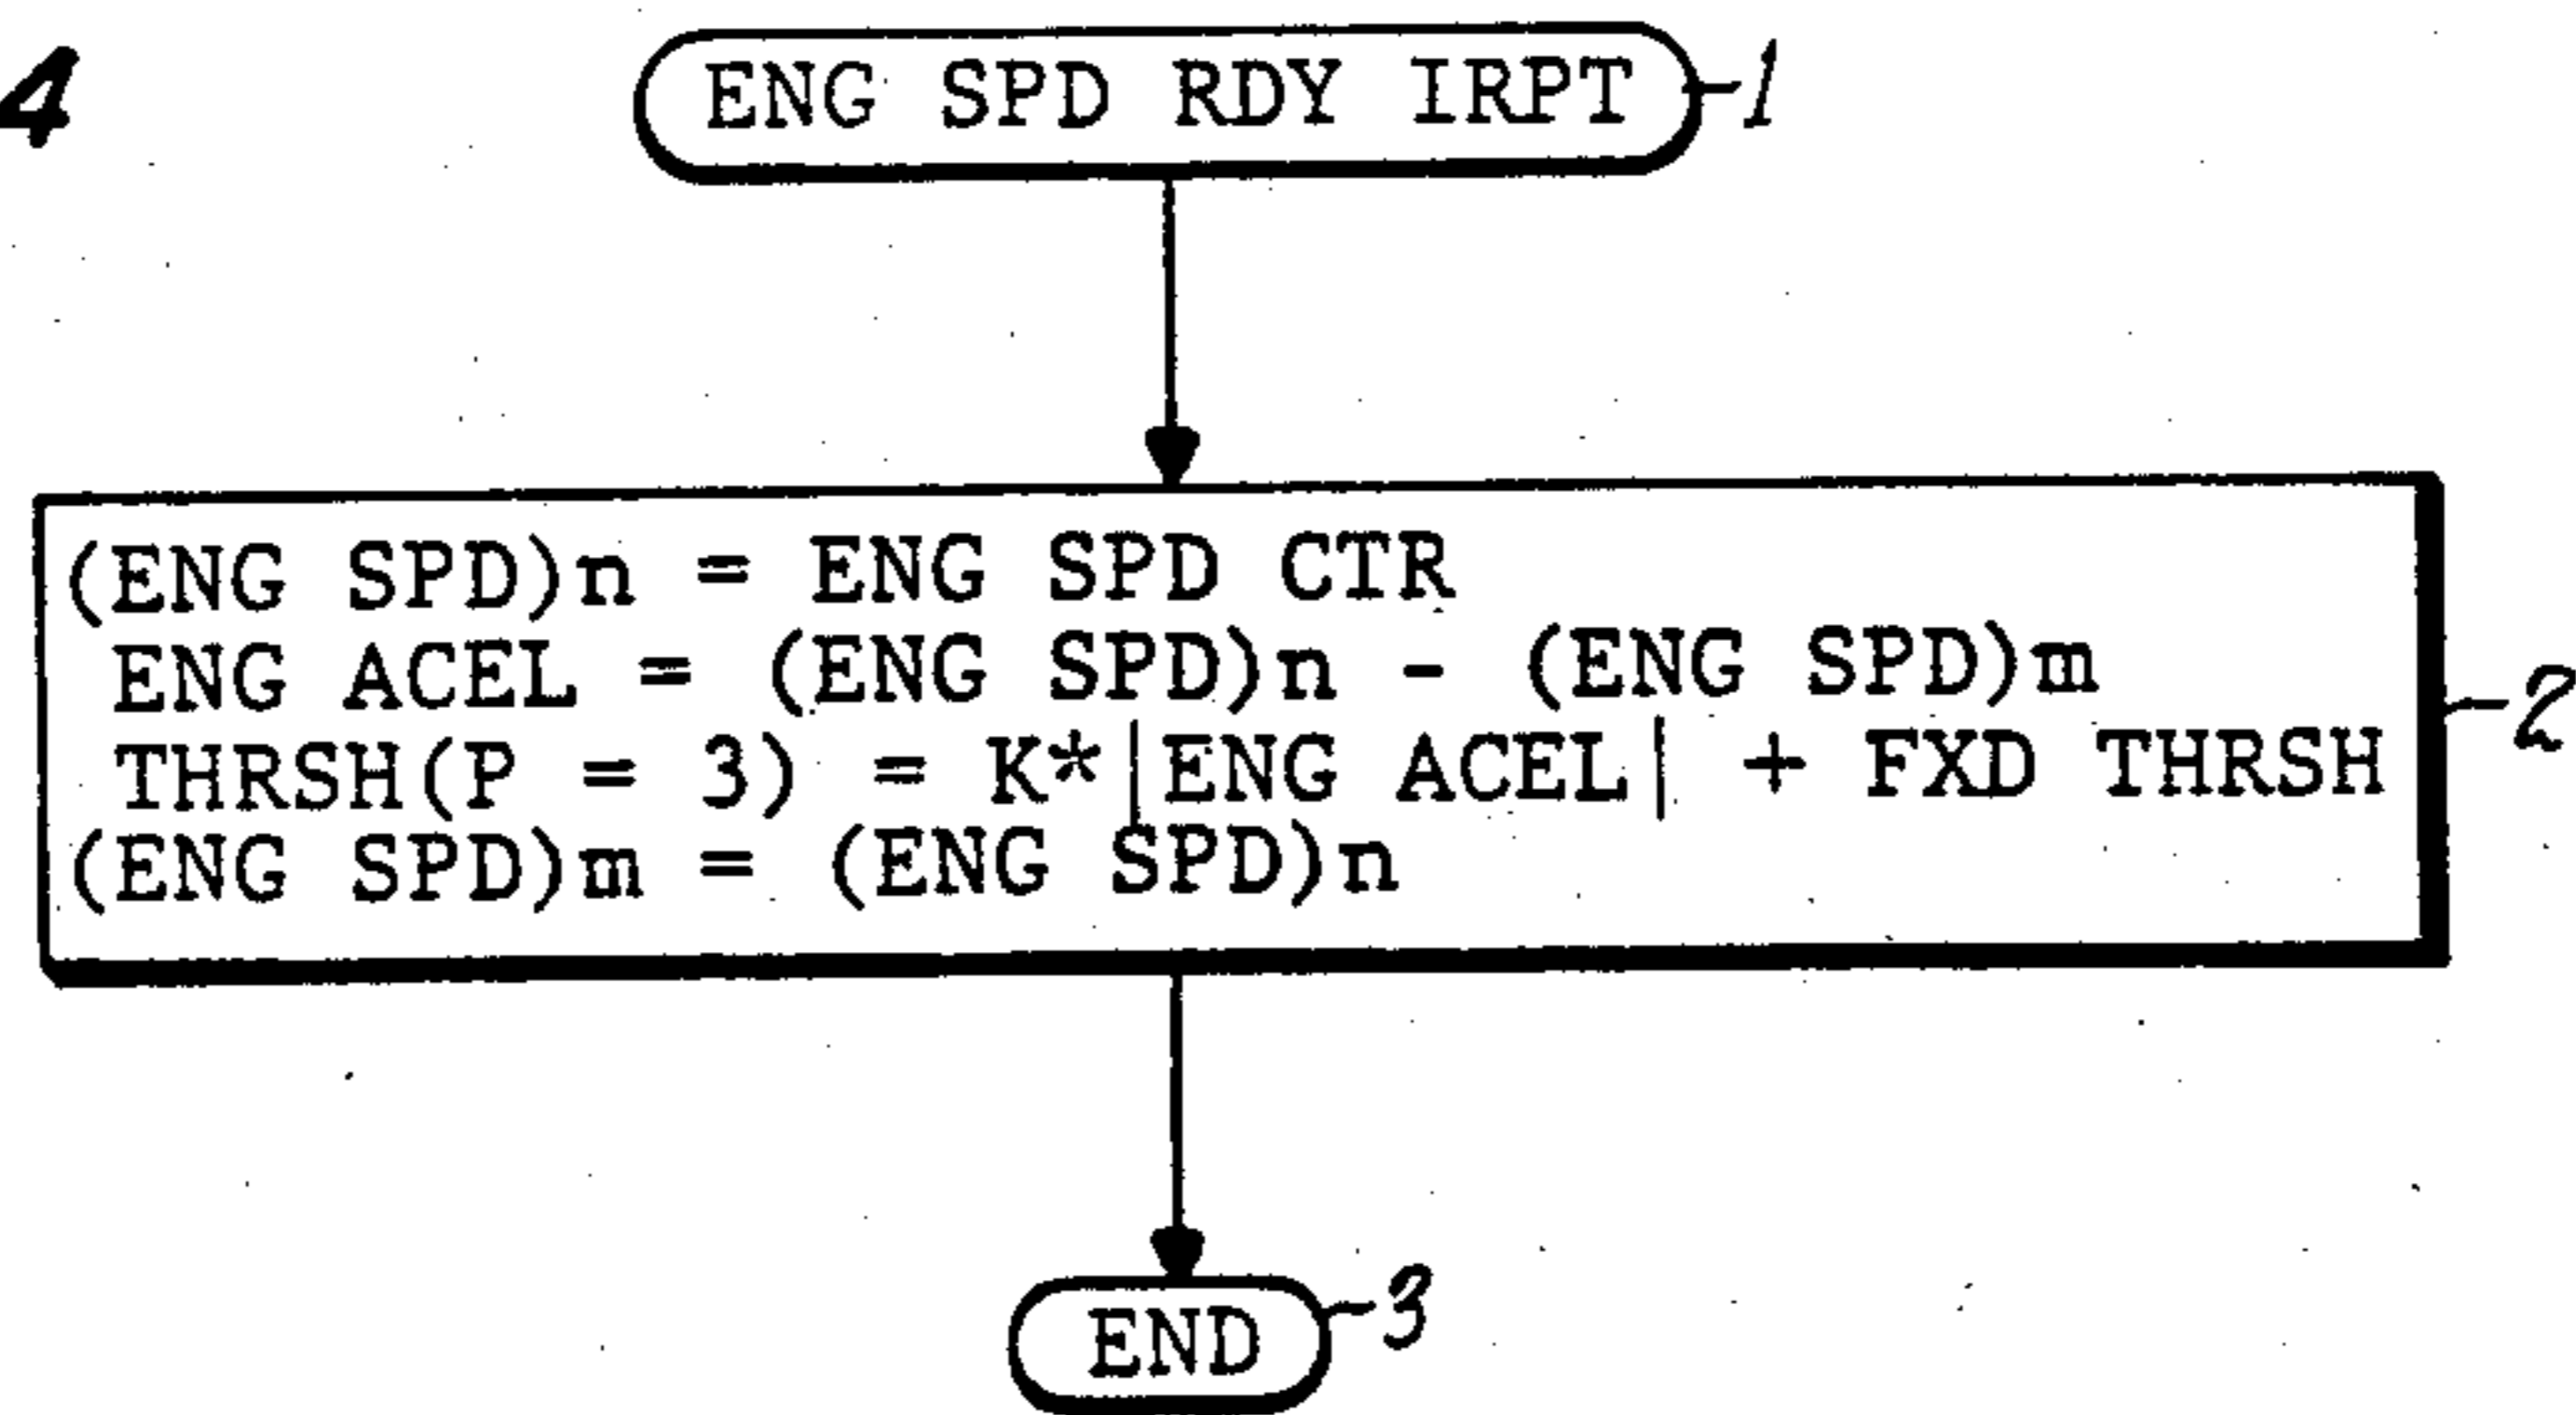 4
ENG SPD RDY IRPT 1
(ENG SPD)n = ENG SPD CTR
ENG ACEL = (ENG SPD)n - (ENG SPD)m
THRSH(P = 3) = K*|ENG ACEL| + FXD THRSH
(ENG SPD)m = (ENG SPD)n
2
END 3